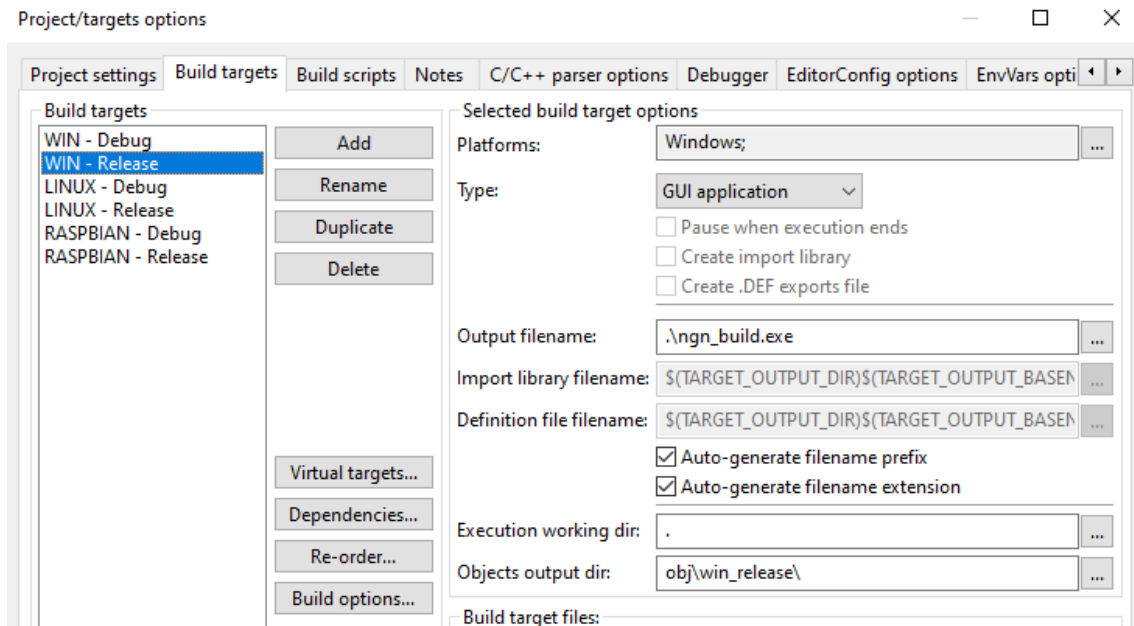 Project/targets options
Project settings Build targets Build scripts Notes C/C++ parser options Debugger EditorConfig options EnvVars opti
Build targets
WIN - Debug
WIN - Release
LINUX - Debug
LINUX - Release
RASPBIAN - Debug
RASPBIAN - Release
Add
Rename
Duplicate
Delete
Virtual targets...
Dependencies...
Re-order...
Build options...
Selected build target options
Platforms: Windows; ...
Type: GUI application
Pause when execution ends
Create import library
Create .DEF exports file
Output filename: .\ngn_build.exe ...
Import library filename: $(TARGET_OUTPUT_DIR)$(TARGET_OUTPUT_BASEN ...
Definition file filename: $(TARGET_OUTPUT_DIR)$(TARGET_OUTPUT_BASEN ...
Auto-generate filename prefix
Auto-generate filename extension
Execution working dir: . ...
Objects output dir: obj\win_release\ ...
Build target files: